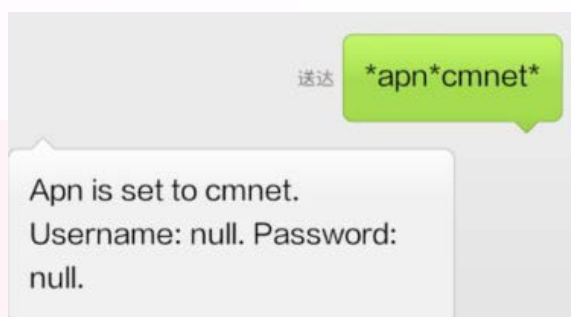 送达
*apn*cmnet*
Apn is set to cmnet.
Username: null. Password:
null.